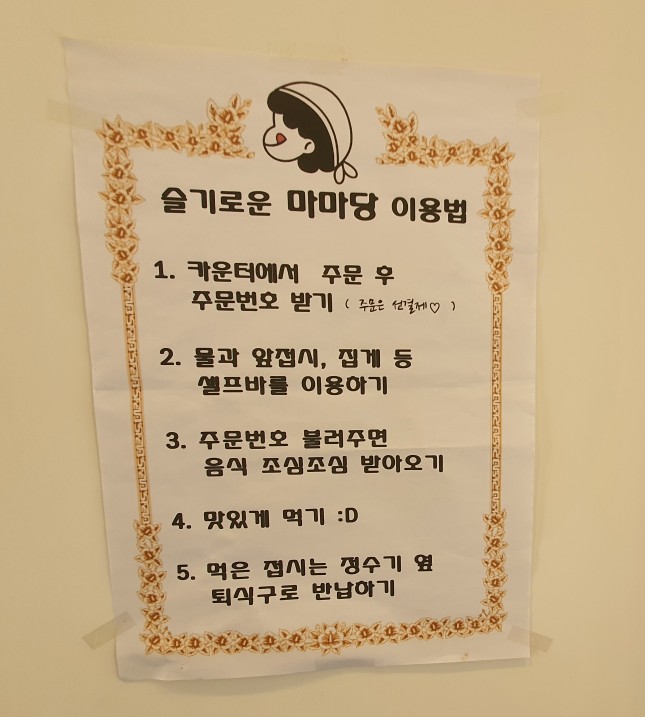 슬기로운 마마당 이용법
1. 카운터에서 주문 후
주문번호 받기 ( 주문은 선결제♡ )
2. 물과 앞접시, 집게 등
셀프바를 이용하기
3. 주문번호 불러주면
음식 조심조심 받아오기
4. 맛있게 먹기 :D
5. 먹은 접시는 정수기 옆
퇴식구로 반납하기